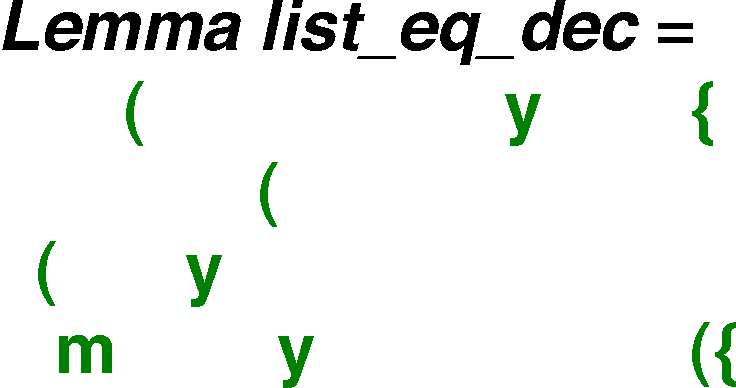 Lemma list_eq_dec =
( y {
(
( y
m y ({